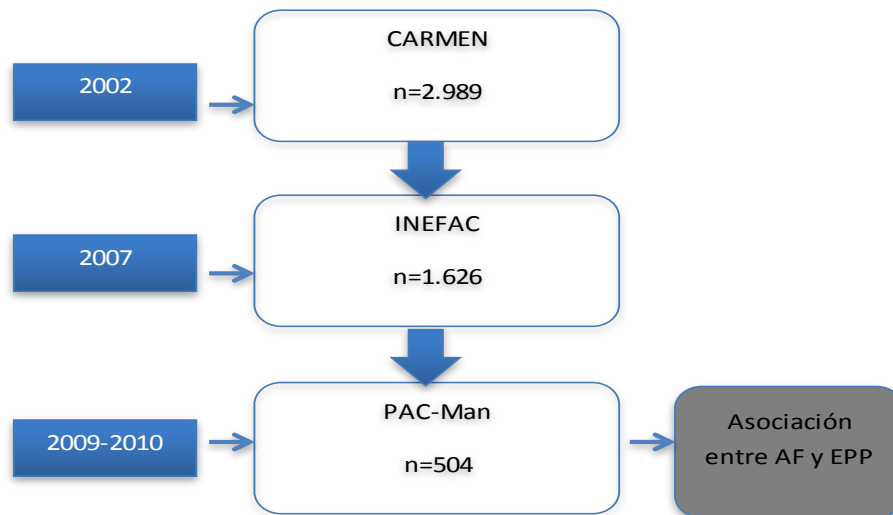 2002
CARMEN
n=2.989
2007
INEFAC
n=1.626
2009-2010
PAC-Man
n=504
Asociación
entre AF y EPP